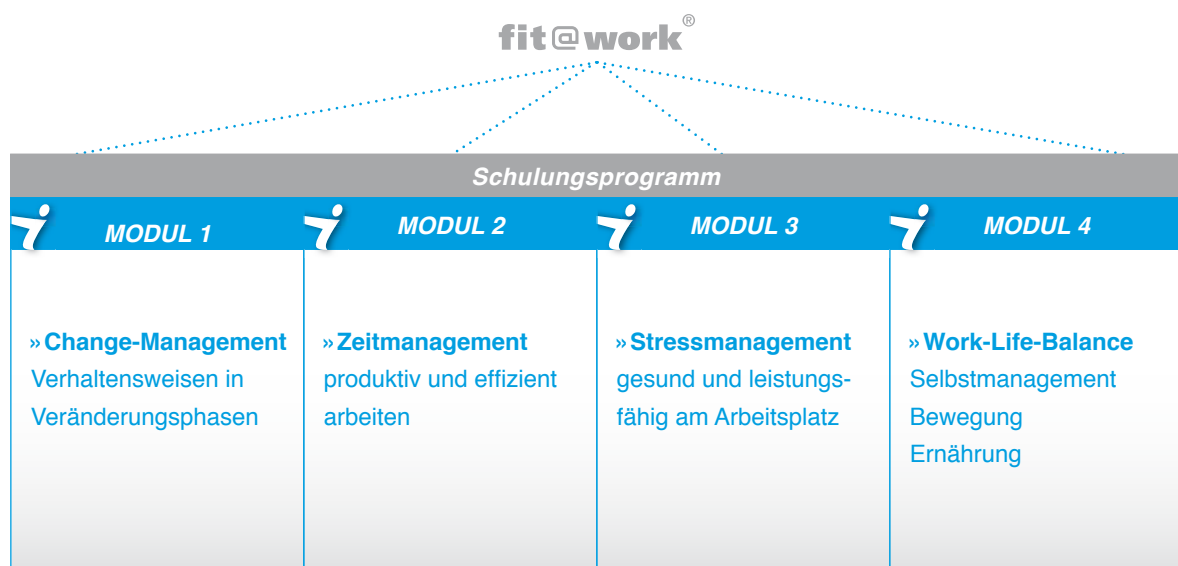 fit@work®
Schulungsprogramm
MODUL 1
MODUL 2
MODUL 3
MODUL 4
»Change-Management
Verhaltensweisen in
Veränderungsphasen
»Zeitmanagement
produktiv und effizient
arbeiten
»Stressmanagement
gesund und leistungs-
fähig am Arbeitsplatz
»Work-Life-Balance
Selbstmanagement
Bewegung
Ernährung